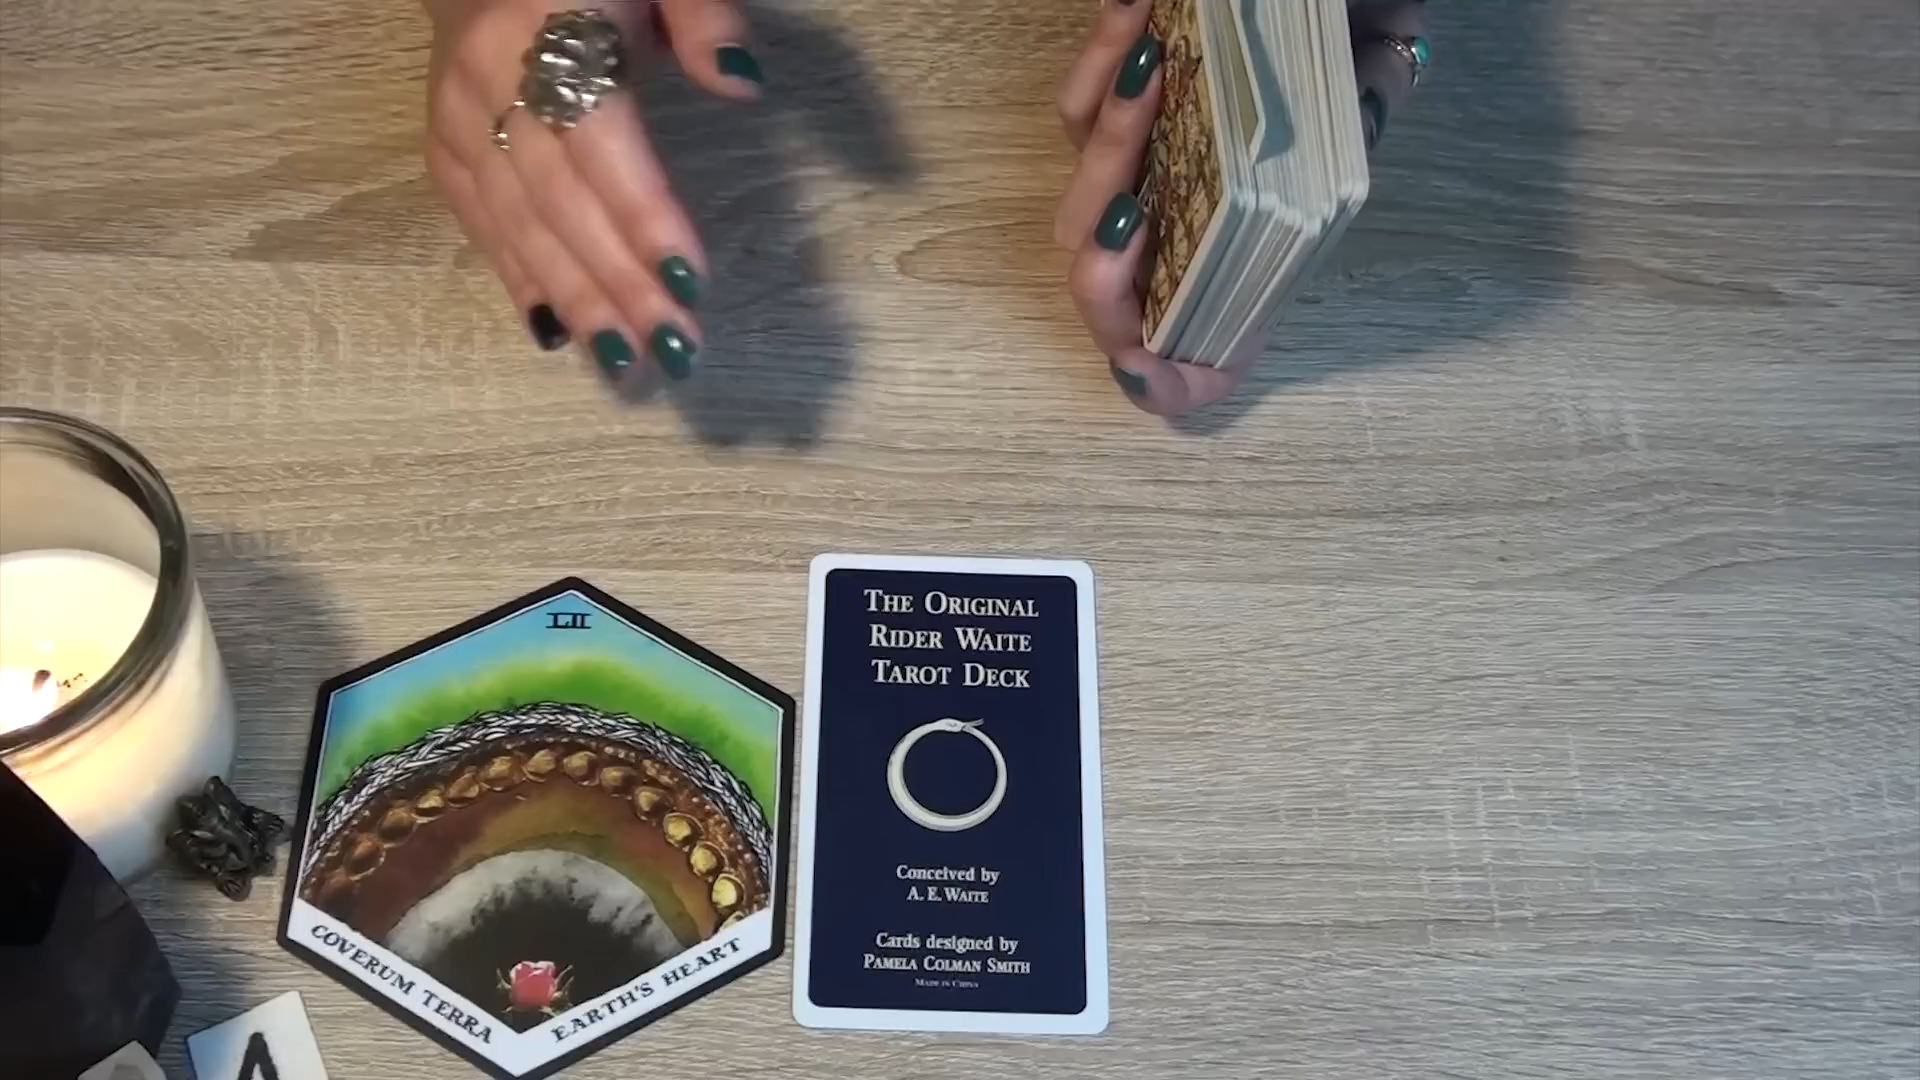 LII
COVERUM TERRA
EARTH'S HEART
THE ORIGINAL
RIDER WAITE
TAROT DECK
Conceived by
A. E. WAITE
Cards designed by
PAMELA COLMAN SMITH
MADE IN CHINA
A